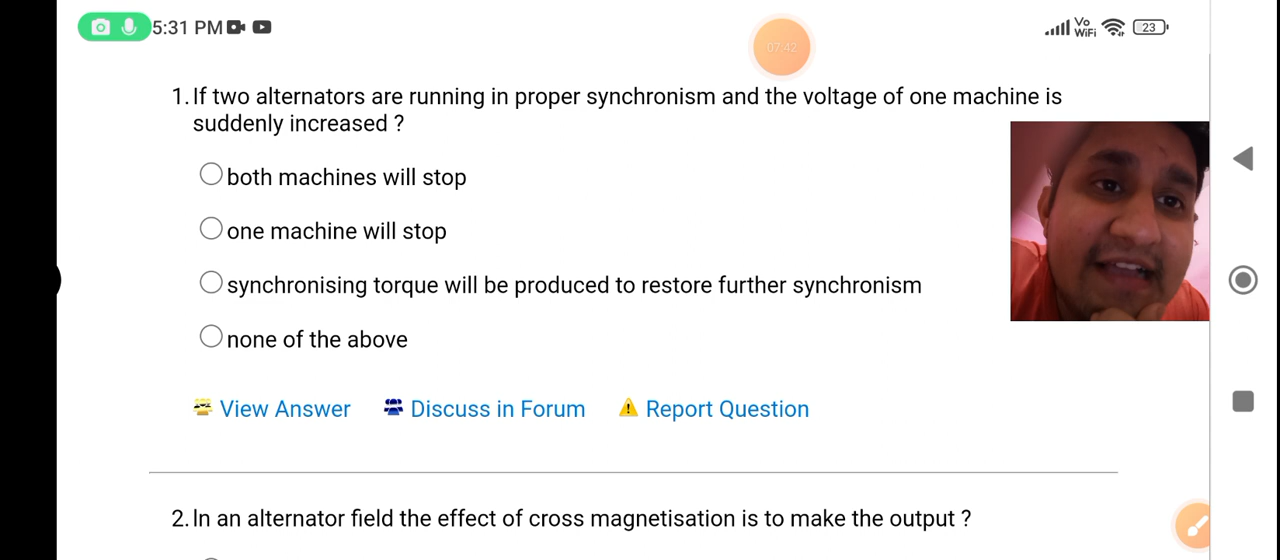 5:31 PM
07:42
Vo
WiFi
23
1. If two alternators are running in proper synchronism and the voltage of one machine is
suddenly increased ?
both machines will stop
one machine will stop
synchronising torque will be produced to restore further synchronism
none of the above
View Answer Discuss in Forum Report Question
2. In an alternator field the effect of cross magnetisation is to make the output ?